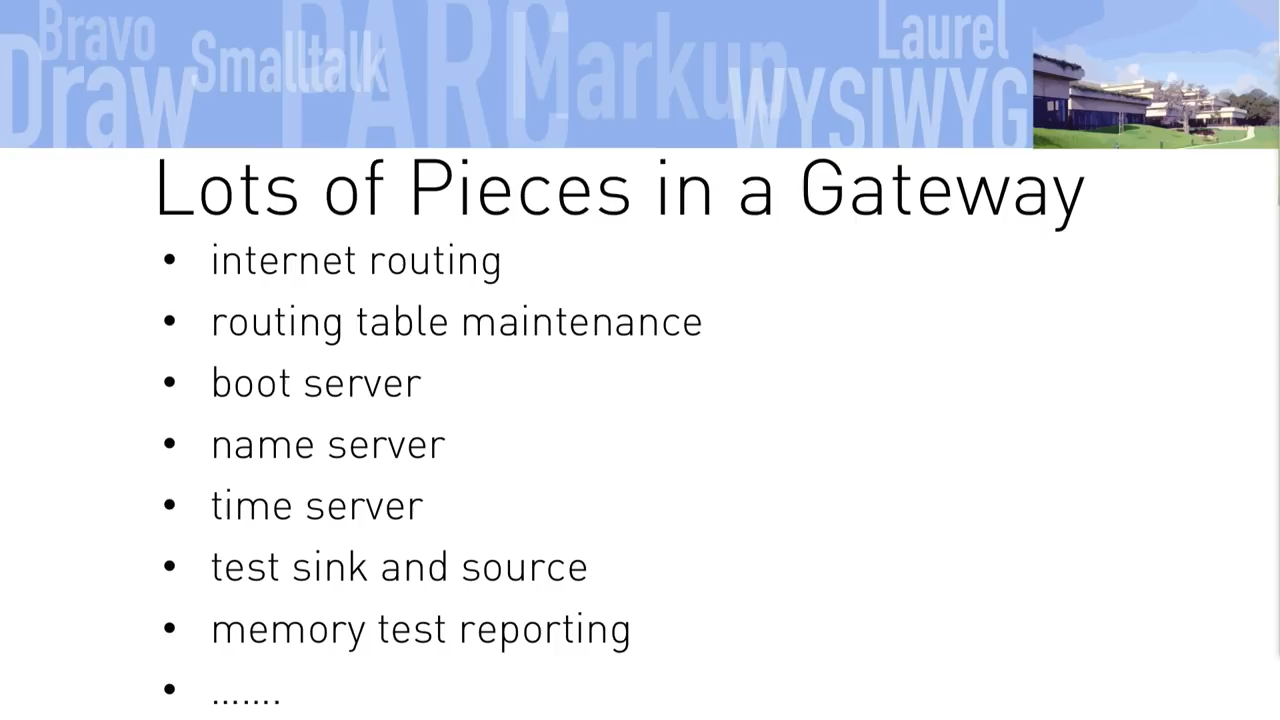 Bravo
Draw
Smalltalk
PARC
Markup
Laurel
WYSIWYG
Lots of Pieces in a Gateway
• internet routing
• routing table maintenance
• boot server
• name server
• time server
• test sink and source
• memory test reporting
• .......